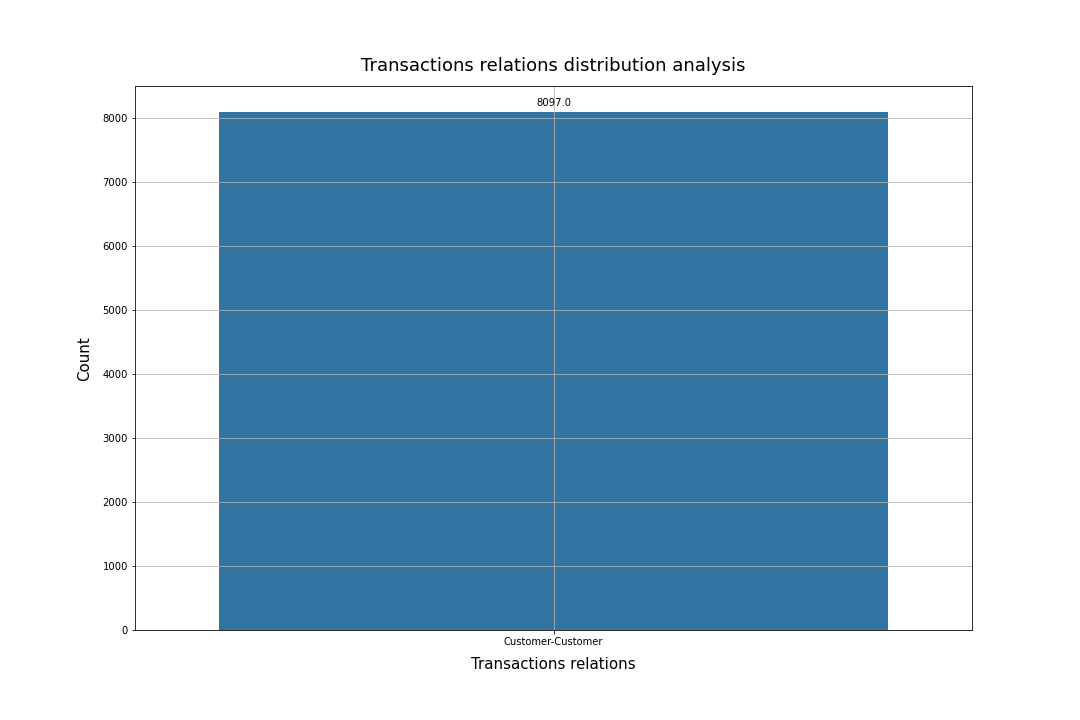 Transactions relations distribution analysis
8097.0
8000
7000
6000
5000
4000
3000
2000
1000
0
Count
Customer-Customer
Transactions relations